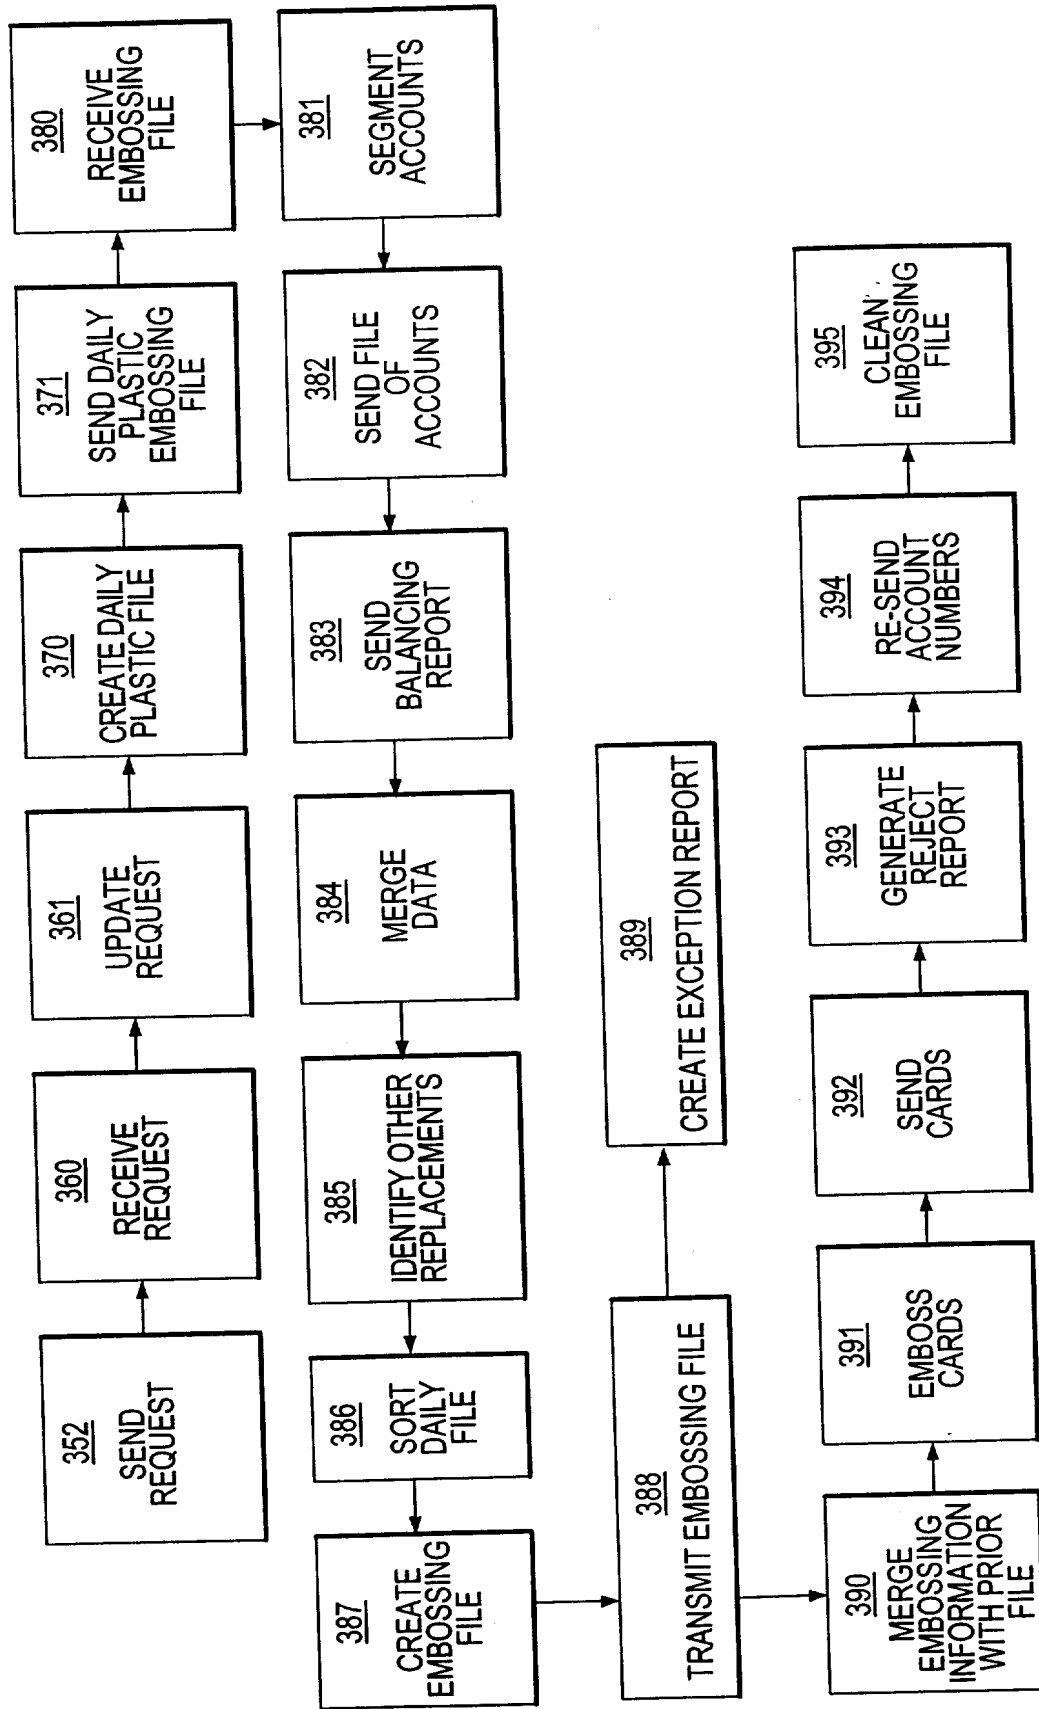 352
SEND
REQUEST
360
RECEIVE
REQUEST
361
UPDATE
REQUEST
370
CREATE DAILY
PLASTIC FILE
371
SEND DAILY
PLASTIC
EMBOSSING
FILE
380
RECEIVE
EMBOSSING
FILE
381
SEGMENT
ACCOUNTS
382
SEND FILE
OF
ACCOUNTS
383
SEND
BALANCING
REPORT
384
MERGE
DATA
385
IDENTIFY OTHER
REPLACEMENTS
386
SORT
DAILY
FILE
387
CREATE
EMBOSSING
FILE
388
TRANSMIT EMBOSSING FILE
389
CREATE EXCEPTION REPORT
390
MERGE
EMBOSSING
INFORMATION
WITH PRIOR
FILE
391
EMBOSS
CARDS
392
SEND
CARDS
393
GENERATE
REJECT
REPORT
394
RE-SEND
ACCOUNT
NUMBERS
395
CLEAN
EMBOSSING
FILE